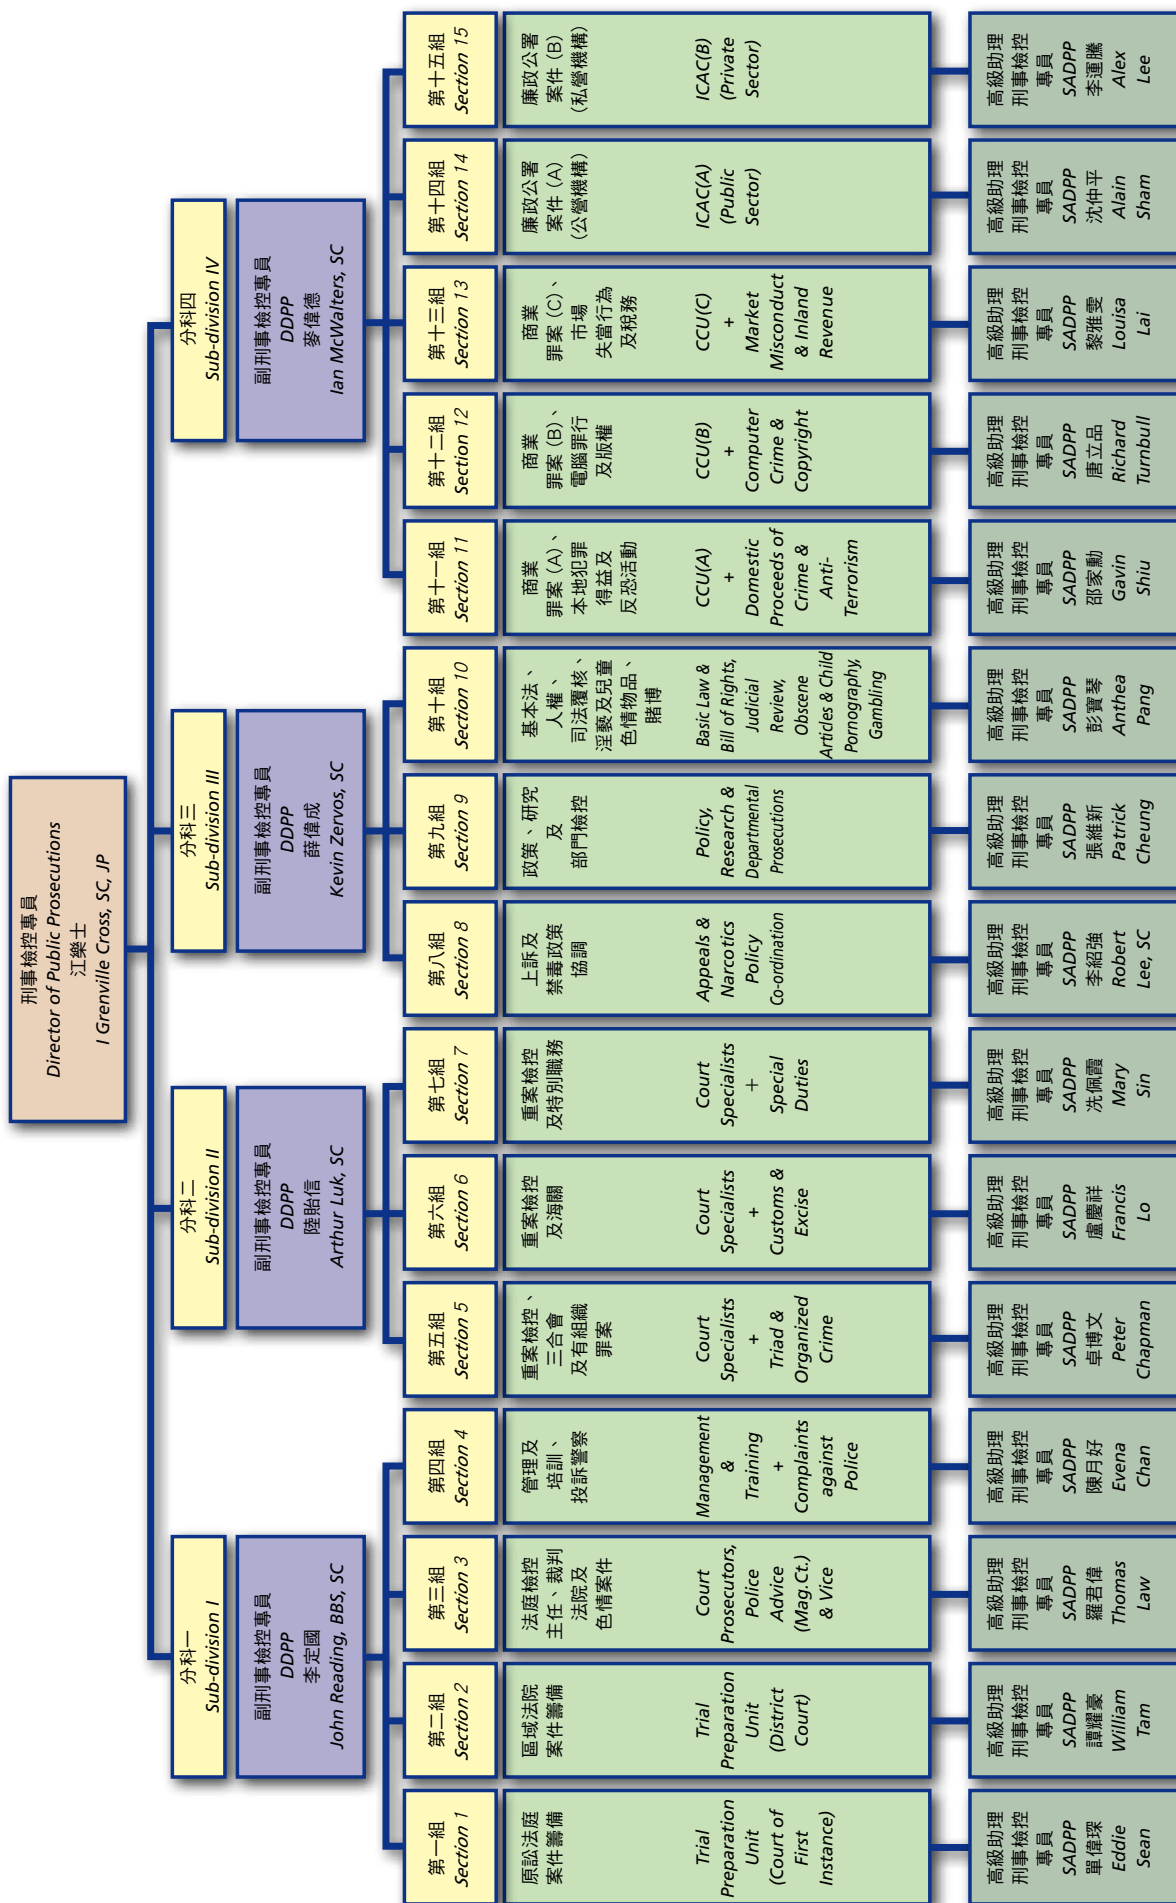 刑事檢控專員
Director of Public Prosecutions
江樂士
I Grenville Cross, SC, JP
分科一
Sub-division I
副刑事檢控專員
DDPP
李定國
John Reading, BBS, SC
第一組
Section 1
原訟法庭
案件籌備
Trial
Preparation
Unit
(Court of
First
Instance)
高級助理
刑事檢控
專員
SADPP
單偉琛
Eddie
Sean
第二組
Section 2
區域法院
案件籌備
Trial
Preparation
Unit
(District
Court)
高級助理
刑事檢控
專員
SADPP
譚耀豪
William
Tam
第三組
Section 3
法庭檢控
主任、裁判
法院及
色情案件
Court
Prosecutors,
Police
Advice
(Mag.Ct.)
& Vice
高級助理
刑事檢控
專員
SADPP
羅君偉
Thomas
Law
第四組
Section 4
管理及
培訓、
投訴警察
Management
&
Training
+
Complaints
against
Police
高級助理
刑事檢控
專員
SADPP
陳月好
Evena
Chan
分科二
Sub-division II
副刑事檢控專員
DDPP
陸貽信
Arthur Luk, SC
第五組
Section 5
重案檢控、
三合會
及有組織
罪案
Court
Specialists
+
Triad &
Organized
Crime
高級助理
刑事檢控
專員
SADPP
卓博文
Peter
Chapman
第六組
Section 6
重案檢控
及海關
Court
Specialists
+
Customs &
Excise
高級助理
刑事檢控
專員
SADPP
盧慶祥
Francis
Lo
第七組
Section 7
重案檢控
及特別職務
Court
Specialists
+
Special
Duties
高級助理
刑事檢控
專員
SADPP
冼佩霞
Mary
Sin
分科三
Sub-division III
副刑事檢控專員
DDPP
薛偉成
Kevin Zervos, SC
第八組
Section 8
上訴及
禁毒政策
協調
Appeals &
Narcotics
Policy
Co-ordination
高級助理
刑事檢控
專員
SADPP
李紹強
Robert
Lee, SC
第九組
Section 9
政策、研究
及
部門檢控
Policy,
Research &
Departmental
Prosecutions
高級助理
刑事檢控
專員
SADPP
張維新
Patrick
Cheung
第十組
Section 10
基本法、
人權、
司法覆核、
淫褻及兒童
色情物品、
賭博
Basic Law &
Bill of Rights,
Judicial
Review,
Obscene
Articles & Child
Pornography,
Gambling
高級助理
刑事檢控
專員
SADPP
彭寶琴
Anthea
Pang
分科四
Sub-division IV
副刑事檢控專員
DDPP
麥偉德
Ian McWalters, SC
第十一組
Section 11
商業
罪案 (A)、
本地犯罪
得益及
反恐活動
CCU(A)
+
Domestic
Proceeds of
Crime &
Anti-
Terrorism
高級助理
刑事檢控
專員
SADPP
邵家勳
Gavin
Shiu
第十二組
Section 12
商業
罪案 (B)、
電腦罪行
及版權
CCU(B)
+
Computer
Crime &
Copyright
高級助理
刑事檢控
專員
SADPP
唐立品
Richard
Turnbull
第十三組
Section 13
商業
罪案 (C)、
市場
失當行為
及稅務
CCU(C)
+
Market
Misconduct
& Inland
Revenue
高級助理
刑事檢控
專員
SADPP
黎雅雯
Louisa
Lai
第十四組
Section 14
廉政公署
案件 (A)
(公營機構)
ICAC(A)
(Public
Sector)
高級助理
刑事檢控
專員
SADPP
沈仲平
Alain
Sham
第十五組
Section 15
廉政公署
案件 (B)
(私營機構)
ICAC(B)
(Private
Sector)
高級助理
刑事檢控
專員
SADPP
李運騰
Alex
Lee